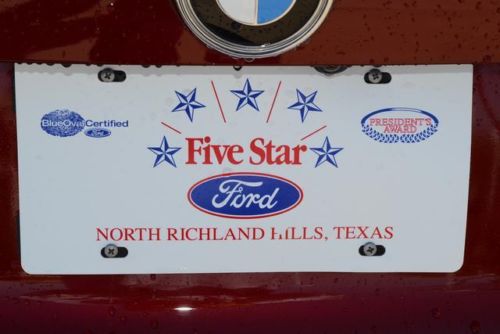 BlueOvalCertified
Ford
PRESIDENT'S
AWARD
Five Star
Ford
NORTH RICHLAND HILLS, TEXAS